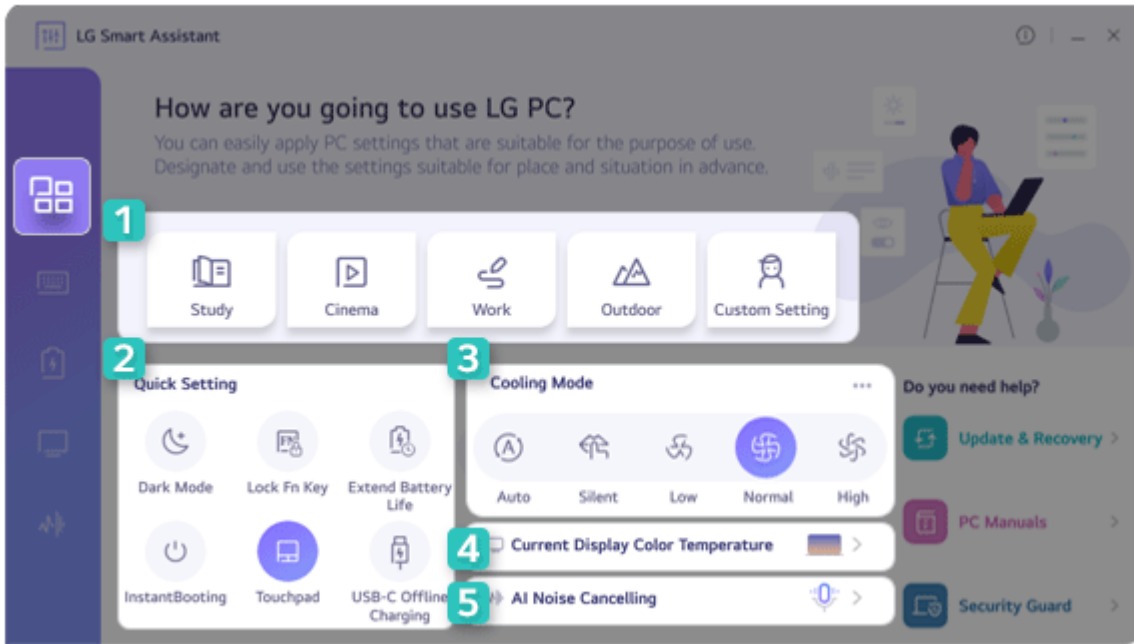 LG Smart Assistant
How are you going to use LG PC?
You can easily apply PC settings that are suitable for the purpose of use.
Designate and use the settings suitable for place and situation in advance.
1
Study
Cinema
Work
Outdoor
Custom Setting
2
Quick Setting
Dark Mode
Lock Fn Key
Extend Battery
Life
InstantBooting
Touchpad
USB-C Offline
Charging
3
Cooling Mode
Auto
Silent
Low
Normal
High
4
Current Display Color Temperature
5
AI Noise Cancelling
Do you need help?
Update & Recovery
PC Manuals
Security Guard